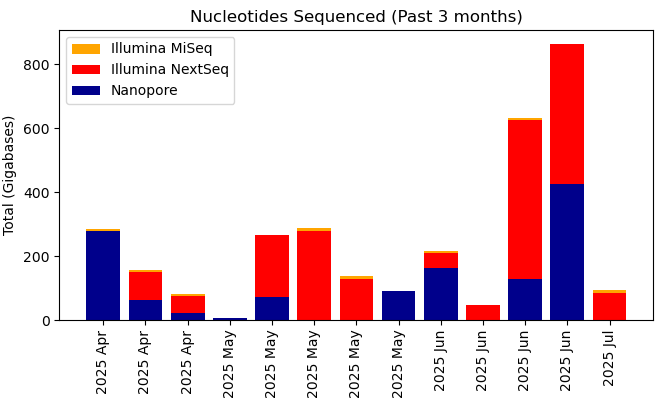 Nucleotides Sequenced (Past 3 months)
Illumina MiSeq
Illumina NextSeq
Nanopore
Total (Gigabases)
800
600
400
200
0
2025 Apr
2025 Apr
2025 Apr
2025 May
2025 May
2025 May
2025 May
2025 May
2025 Jun
2025 Jun
2025 Jun
2025 Jun
2025 Jul